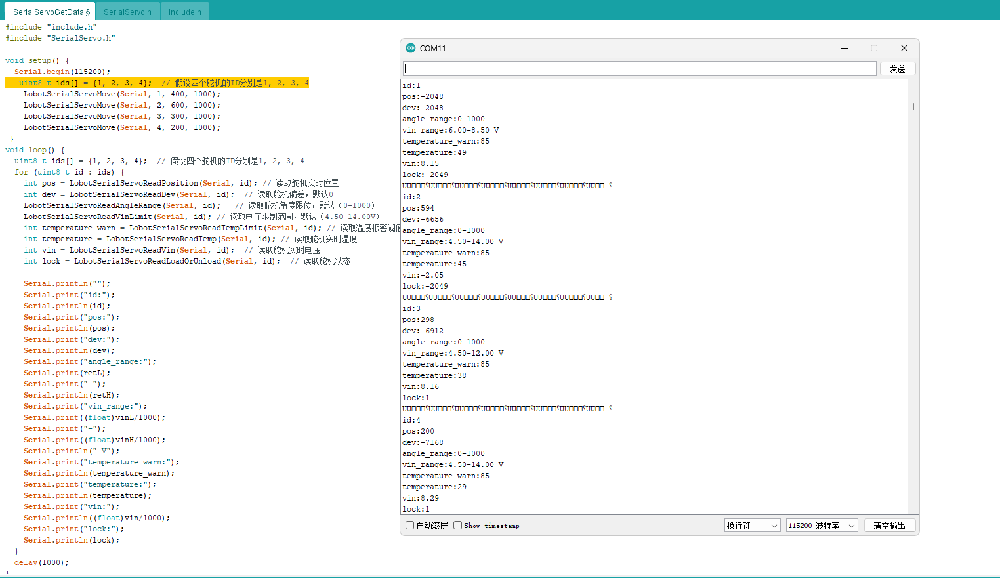 SerialServoGetData §
SerialServo.h
include.h
#include "include.h"
#include "SerialServo.h"
void setup() {
Serial.begin(115200);
uint8_t ids[] = {1, 2, 3, 4};  // 假设四个舵机的ID分别是1, 2, 3, 4
LobotSerialServoMove(Serial, 1, 400, 1000);
LobotSerialServoMove(Serial, 2, 600, 1000);
LobotSerialServoMove(Serial, 3, 300, 1000);
LobotSerialServoMove(Serial, 4, 200, 1000);
}
void loop() {
uint8_t ids[] = {1, 2, 3, 4};  // 假设四个舵机的ID分别是1, 2, 3, 4
for (uint8_t id : ids) {
int pos = LobotSerialServoReadPosition(Serial, id); // 读取舵机实时位置
int dev = LobotSerialServoReadDev(Serial, id);  // 读取舵机偏差，默认0
LobotSerialServoReadAngleRange(Serial, id);   // 读取舵机角度限位，默认（0-1000）
LobotSerialServoReadVinLimit(Serial, id); // 读取电压限制范围，默认（4.50-14.00V）
int temperature_warn = LobotSerialServoReadTempLimit(Serial, id); // 读取温度报警阈值
int temperature = LobotSerialServoReadTemp(Serial, id); // 读取舵机实时温度
int vin = LobotSerialServoReadVin(Serial, id);  // 读取舵机实时电压
int lock = LobotSerialServoReadLoadOrUnload(Serial, id);  // 读取舵机状态
Serial.println("");
Serial.print("id:");
Serial.println(id);
Serial.print("pos:");
Serial.println(pos);
Serial.print("dev:");
Serial.println(dev);
Serial.print("angle_range:");
Serial.print(retL);
Serial.print("-");
Serial.println(retH);
Serial.print("vin_range:");
Serial.print((float)vinL/1000);
Serial.print("-");
Serial.print((float)vinH/1000);
Serial.println(" V");
Serial.print("temperature_warn:");
Serial.println(temperature_warn);
Serial.print("temperature:");
Serial.println(temperature);
Serial.print("vin:");
Serial.println((float)vin/1000);
Serial.print("lock:");
Serial.println(lock);
}
delay(1000);
}
COM11
发送
id:1
pos:-2048
dev:-2048
angle_range:0-1000
vin_range:6.00-8.50 V
temperature_warn:85
temperature:49
vin:8.15
lock:-2049
UU□□□⸮UU□□□⸮UU□□□⸮UU□□□⸮UU□□□⸮UU□□□⸮UU□□□⸮UU□□ ⸮
id:2
pos:594
dev:-6656
angle_range:0-1000
vin_range:4.50-14.00 V
temperature_warn:85
temperature:45
vin:-2.05
lock:-2049
UU□□□⸮UU□□□⸮UU□□□⸮UU□□□⸮UU□□□⸮UU□□□⸮UU□□□⸮UU□□ ⸮
id:3
pos:298
dev:-6912
angle_range:0-1000
vin_range:4.50-12.00 V
temperature_warn:85
temperature:38
vin:8.16
lock:1
UU□□□⸮UU□□□⸮UU□□□⸮UU□□□⸮UU□□□⸮UU□□□⸮UU□□□⸮UU□□ ⸮
id:4
pos:200
dev:-7168
angle_range:0-1000
vin_range:4.50-14.00 V
temperature_warn:85
temperature:29
vin:8.29
lock:1
自动滚屏
Show timestamp
换行符
115200 波特率
清空输出